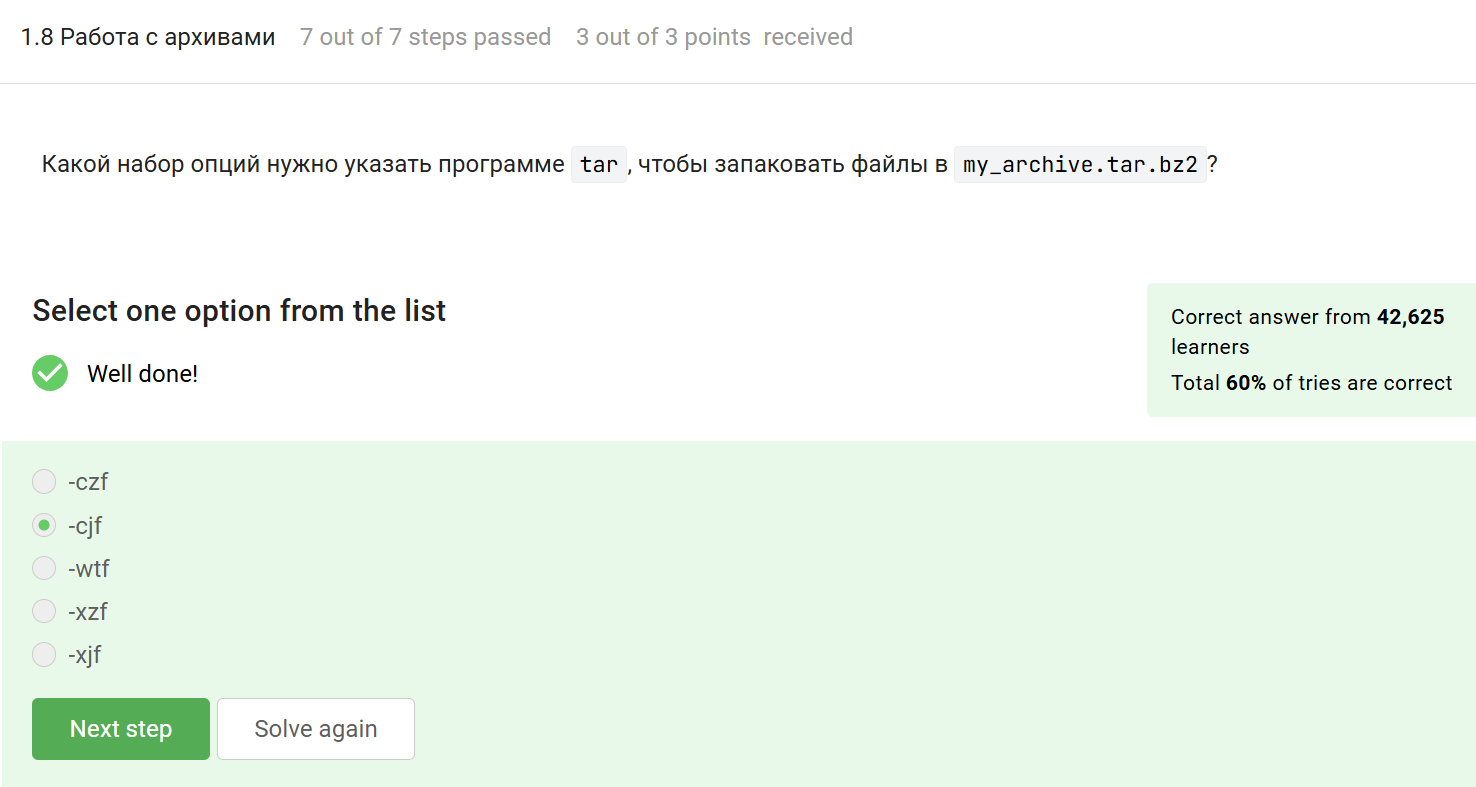 1.8 Работа с архивами 7 out of 7 steps passed 3 out of 3 points received
Какой набор опций нужно указать программе tar, чтобы запаковать файлы в my_archive.tar.bz2?
Select one option from the list
Correct answer from 42,625
learners
Total 60% of tries are correct
Well done!
-czf
-cjf
-wtf
-xzf
-xjf
Next step Solve again